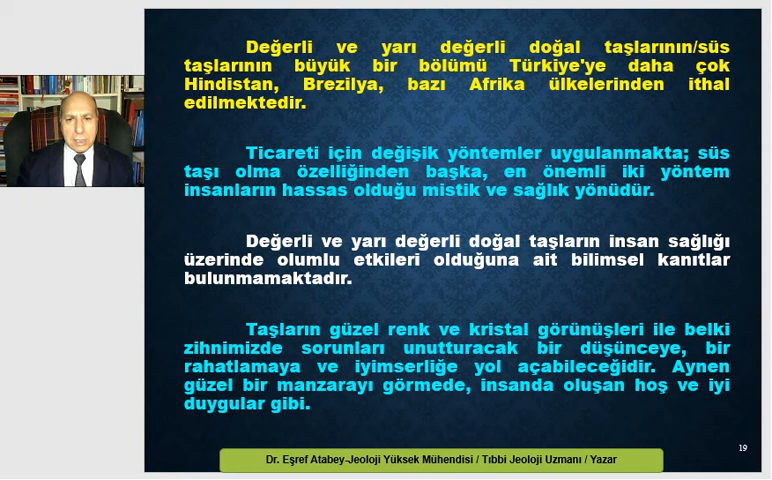 Değerli ve yarı değerli doğal taşlarının/süs
taşlarının büyük bir bölümü Türkiye'ye daha çok
Hindistan, Brezilya, bazı Afrika ülkelerinden ithal
edilmektedir.
Ticareti için değişik yöntemler uygulanmakta; süs
taşı olma özelliğinden başka, en önemli iki yöntem
insanların hassas olduğu mistik ve sağlık yönüdür.
Değerli ve yarı değerli doğal taşların insan sağlığı
üzerinde olumlu etkileri olduğuna ait bilimsel kanıtlar
bulunmamaktadır.
Taşların güzel renk ve kristal görünüşleri ile belki
zihnimizde sorunları unutturacak bir düşünceye, bir
rahatlamaya ve iyimserliğe yol açabileceğidir. Aynen
güzel bir manzarayı görmede, insanda oluşan hoş ve iyi
duygular gibi.
19
Dr. Eşref Atabey-Jeoloji Yüksek Mühendisi / Tıbbi Jeoloji Uzmanı / Yazar